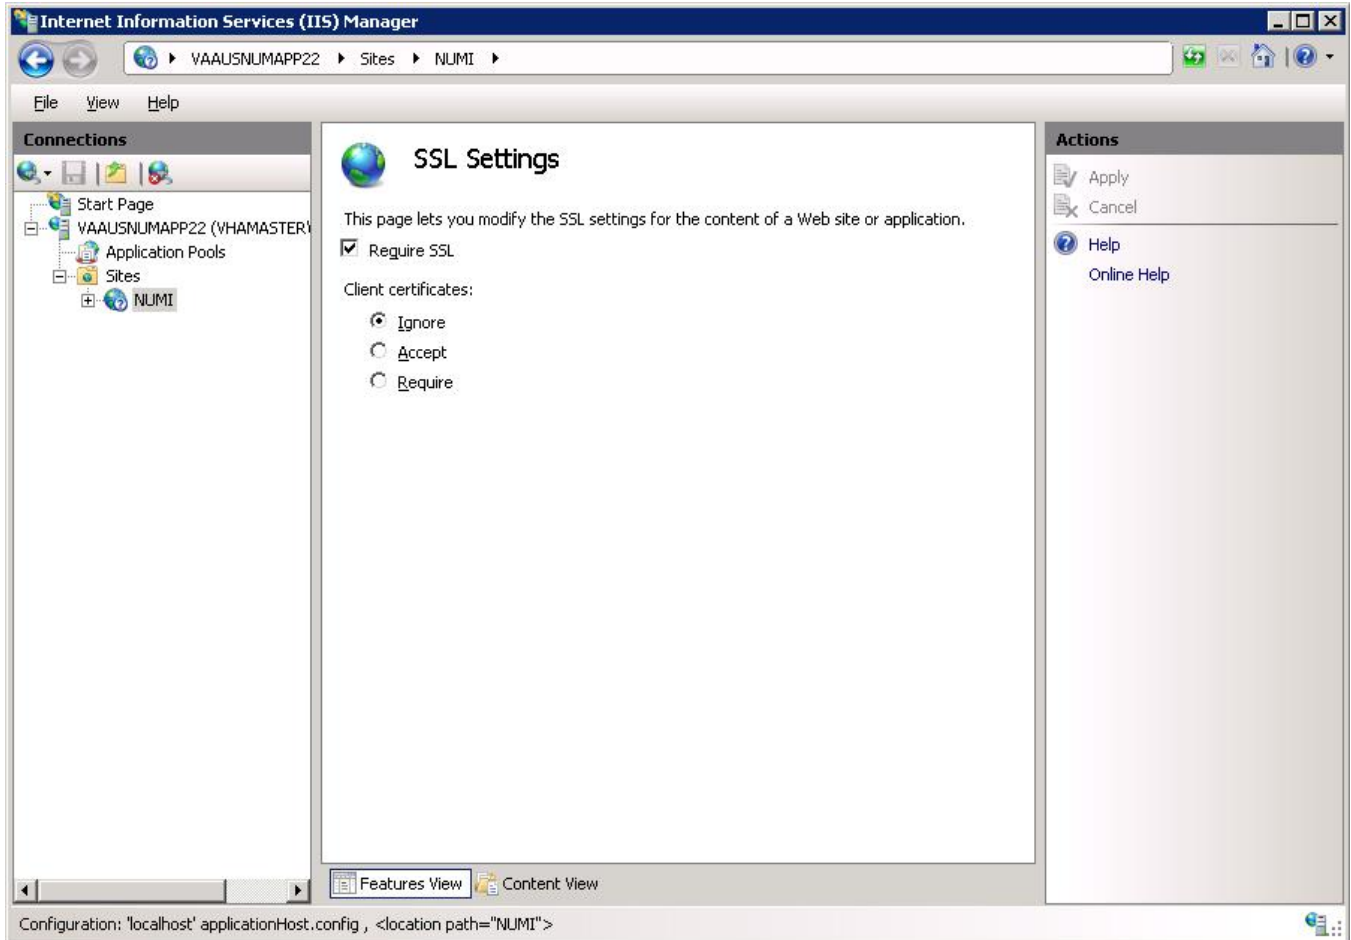 Internet Information Services (IIS) Manager
VAAUSNUMAPP22 Sites NUMI
File View Help
Connections
Start Page
VAAUSNUMAPP22 (VHAMASTER\
Application Pools
Sites
NUMI
SSL Settings
This page lets you modify the SSL settings for the content of a Web site or application.
Require SSL
Client certificates:
Ignore
Accept
Require
Features View Content View
Actions
Apply
Cancel
Help
Online Help
Configuration: 'localhost' applicationHost.config , <location path="NUMI">